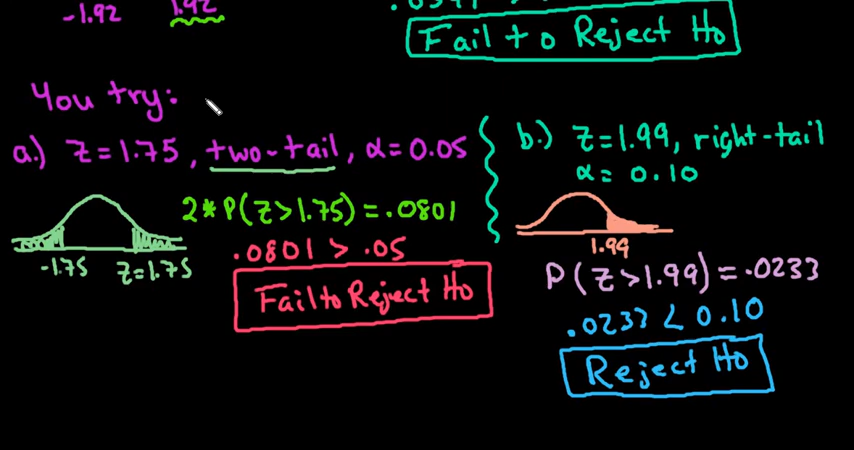 -1.92 1.92
Fail to Reject Ho
You try:
a.) z=1.75, two-tail, α=0.05
2*P(Z>1.75)=.0801
-1.75 z=1.75
.0801 > .05
Fail to Reject Ho
b.) z=1.99, right-tail
α= 0.10
1.99
P(Z>1.99)=.0233
.0233 < 0.10
Reject Ho